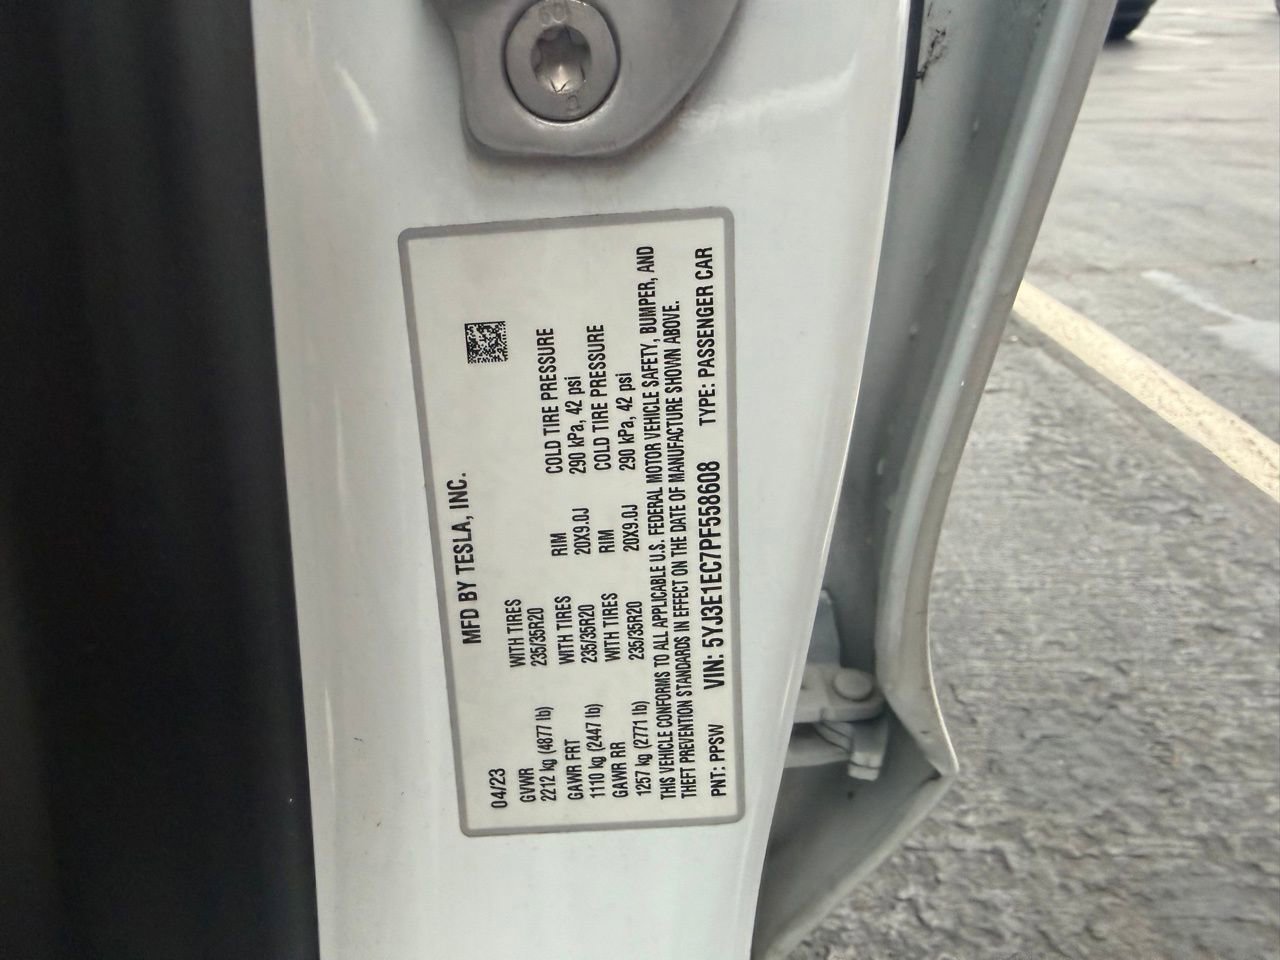 MFD BY TESLA, INC.
04/23
GVWR WITH TIRES
2212 kg (4877 lb) 235/35R20
GAWR FRT WITH TIRES RIM COLD TIRE PRESSURE
1110 kg (2447 lb) 235/35R20 20X9.0J 290 kPa, 42 psi
GAWR RR WITH TIRES RIM COLD TIRE PRESSURE
1257 kg (2771 lb) 235/35R20 20X9.0J 290 kPa, 42 psi
THIS VEHICLE CONFORMS TO ALL APPLICABLE U.S. FEDERAL MOTOR VEHICLE SAFETY, BUMPER, AND
THEFT PREVENTION STANDARDS IN EFFECT ON THE DATE OF MANUFACTURE SHOWN ABOVE.
PNT: PPSW VIN: 5YJ3E1EC7PF558608 TYPE: PASSENGER CAR